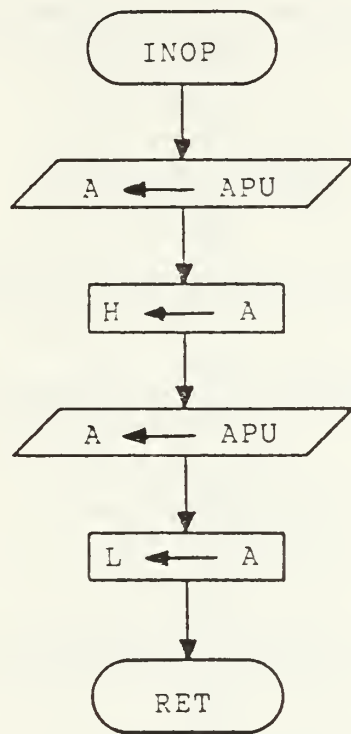 INOP
A ← APU
H ← A
A ← APU
L ← A
RET